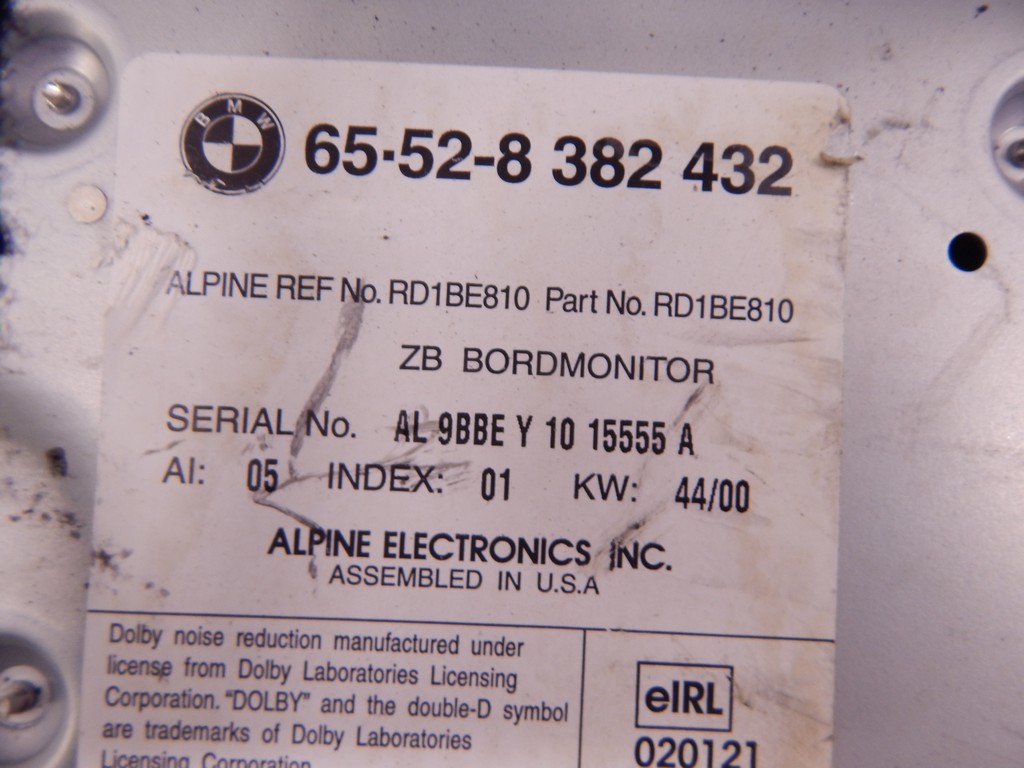 BMW 65-52-8 382 432
ALPINE REF No. RD1BE810 Part No. RD1BE810
ZB BORDMONITOR
SERIAL No. AL 9BBE Y 10 15555 A
AI: 05 INDEX: 01 KW: 44/00
ALPINE ELECTRONICS INC.
ASSEMBLED IN U.S.A
Dolby noise reduction manufactured under
license from Dolby Laboratories Licensing
Corporation. "DOLBY" and the double-D symbol
are trademarks of Dolby Laboratories
Licensing Corporation.
eIRL
020121